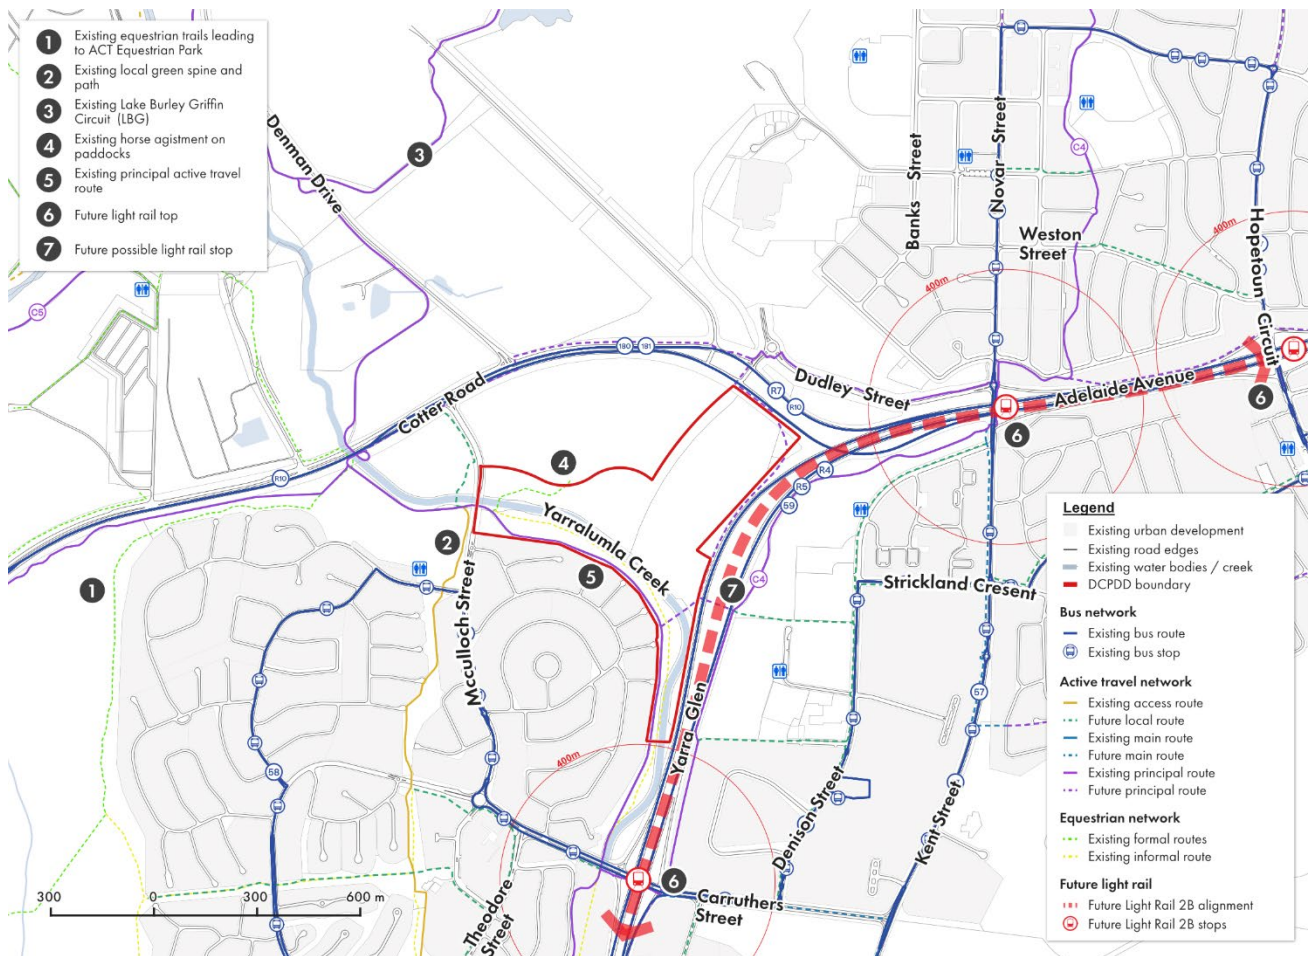 1 Existing equestrian trails leading
to ACT Equestrian Park
2 Existing local green spine and
path
3 Existing Lake Burley Griffin
Circuit (LBG)
4 Existing horse agistment on
paddocks
5 Existing principal active travel
route
6 Future light rail top
7 Future possible light rail stop
Denman Drive
3
Banks Street
Novar Street
C4
Weston
Street
Hopetoun Circuit
400m
400m
C5
180
181
Cotter Road
Dudley Street
R7
R10
Adelaide Avenue
6
6
R10
4
R4
R5
59
2
Yarralumla Creek
5
1
Mcculloch Street
7
C4
Strickland Cresent
Yarra Glen
57
58
400m
Denison Street
Kent Street
6
Carruthers
Street
Theodore
Street
300
0
300
600 m
Legend
Existing urban development
Existing road edges
Existing water bodies / creek
DCPDD boundary
Bus network
Existing bus route
Existing bus stop
Active travel network
Existing access route
Future local route
Existing main route
Future main route
Existing principal route
Future principal route
Equestrian network
Existing formal routes
Existing informal route
Future light rail
Future Light Rail 2B alignment
Future Light Rail 2B stops